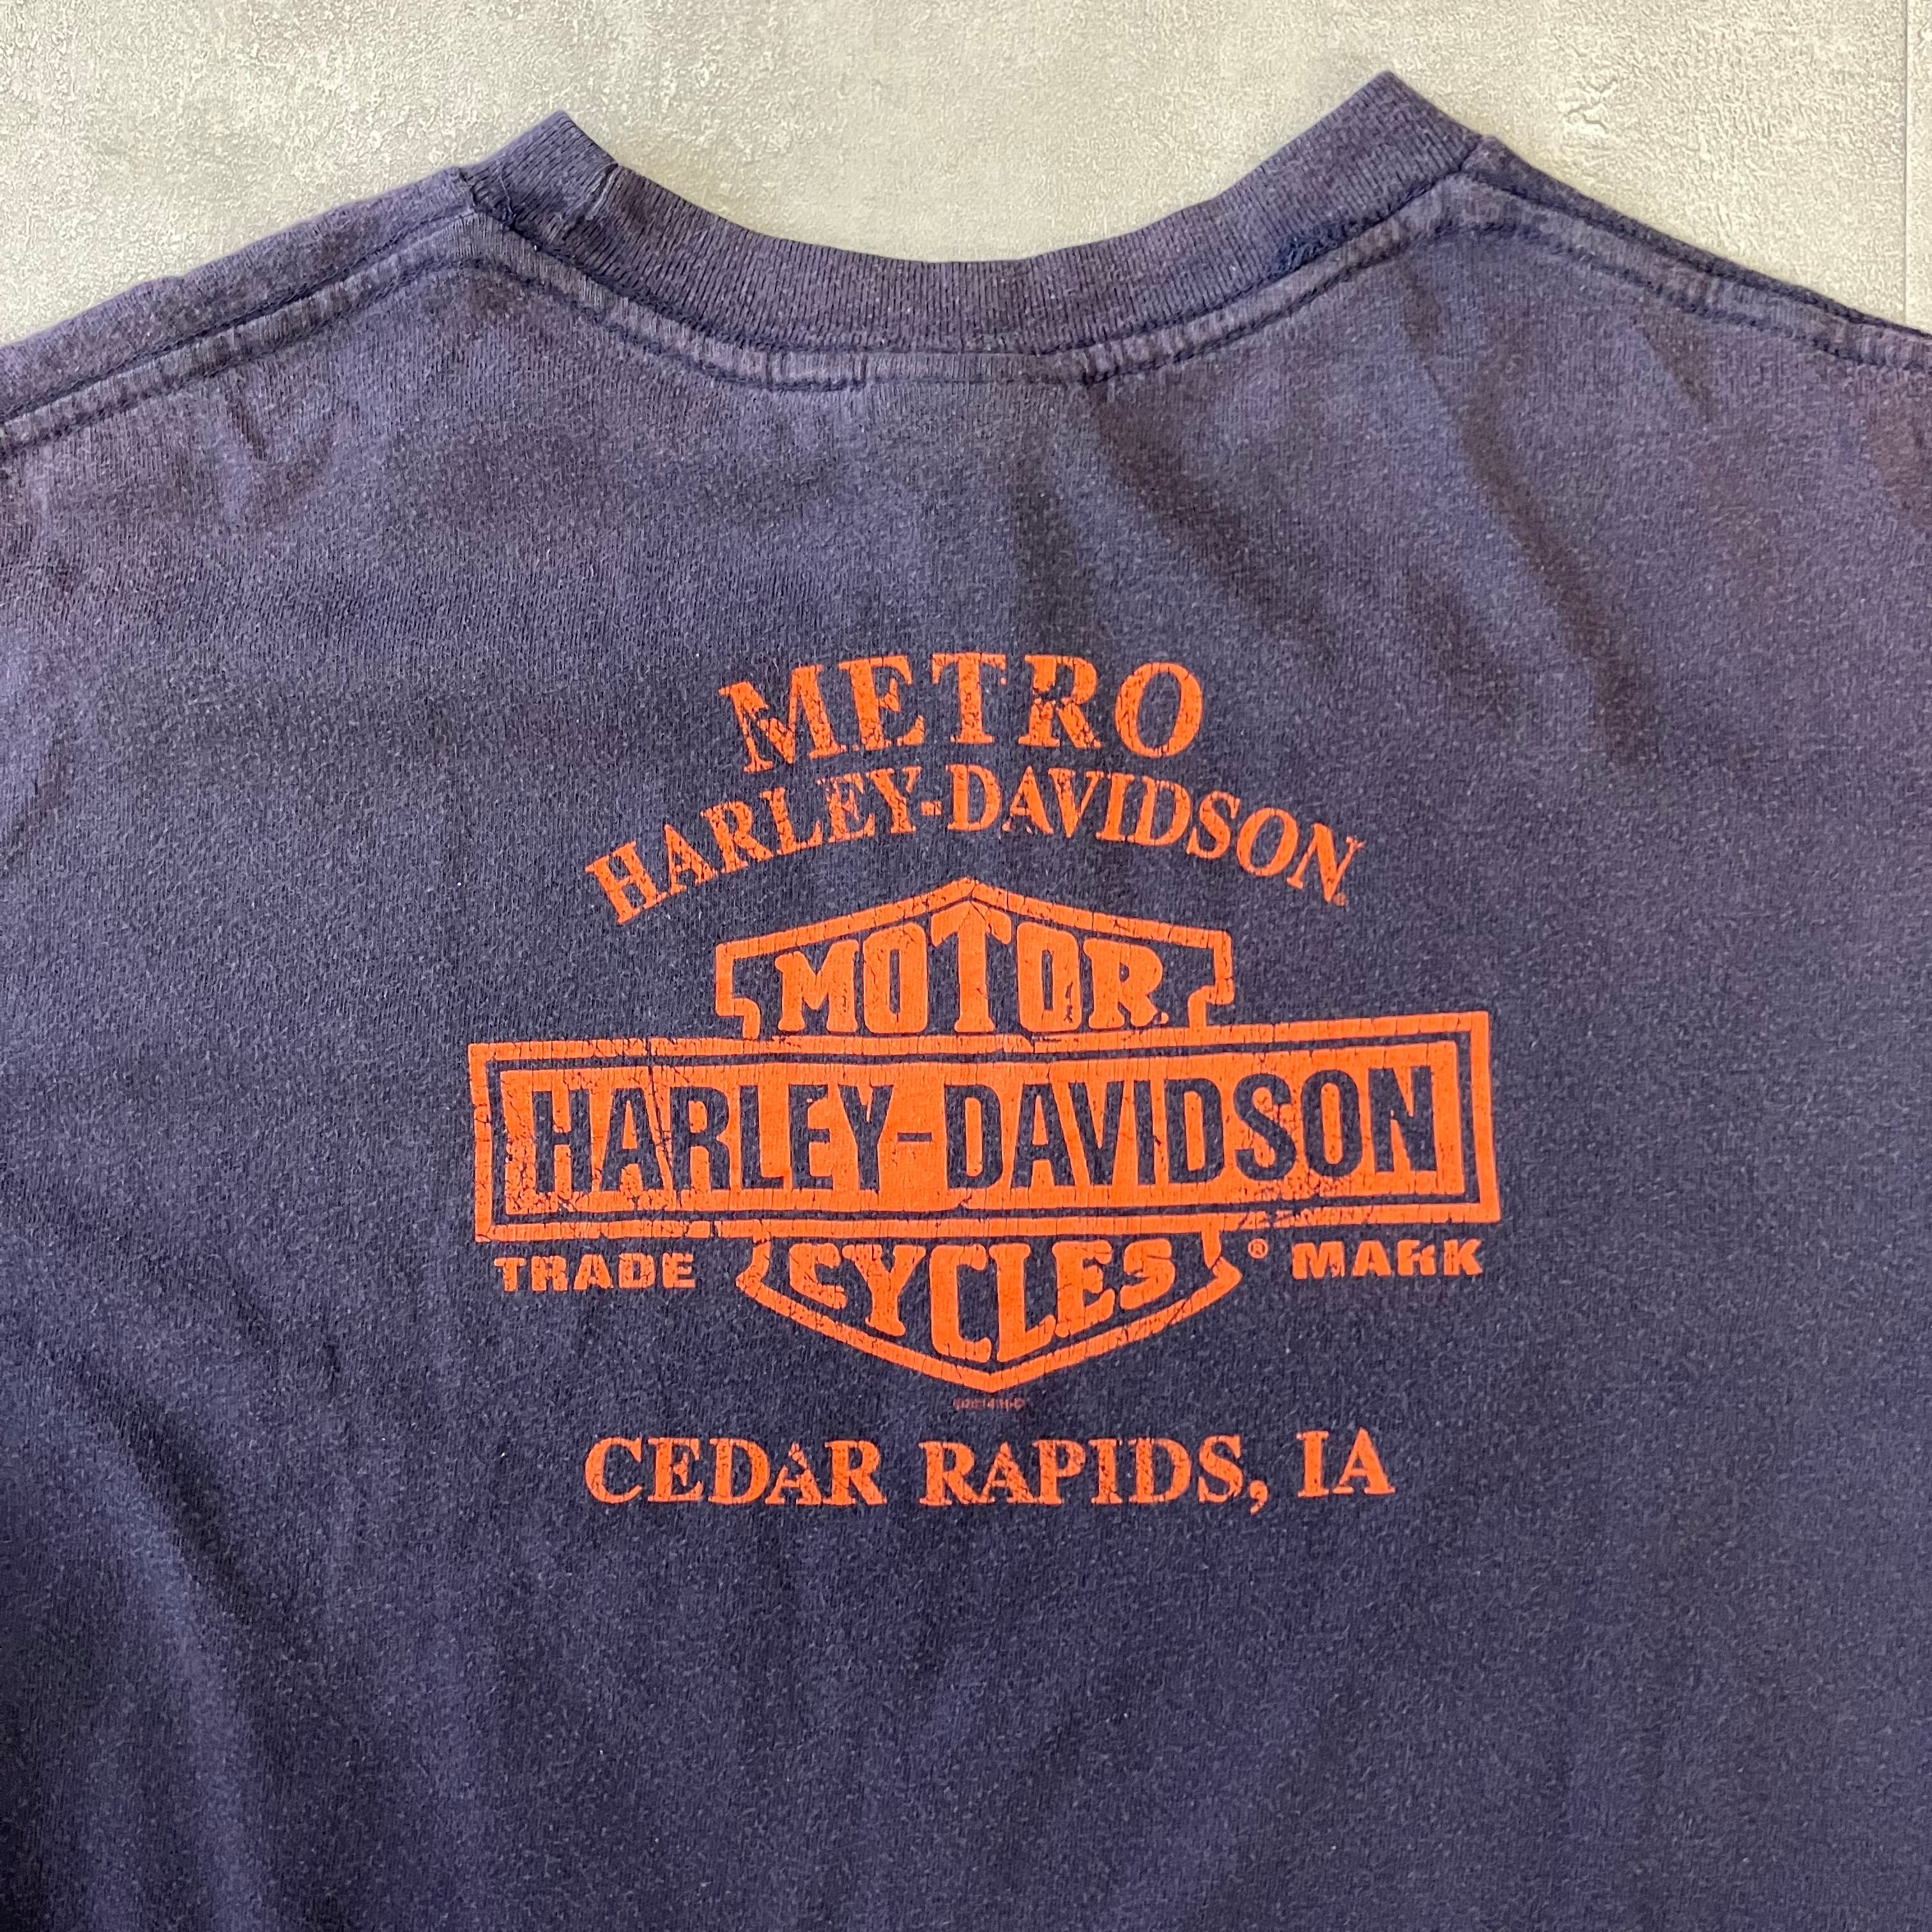 METRO
HARLEY-DAVIDSON
MOTOR
HARLEY-DAVIDSON
TRADE CYCLES ® MARK
CEDAR RAPIDS, IA